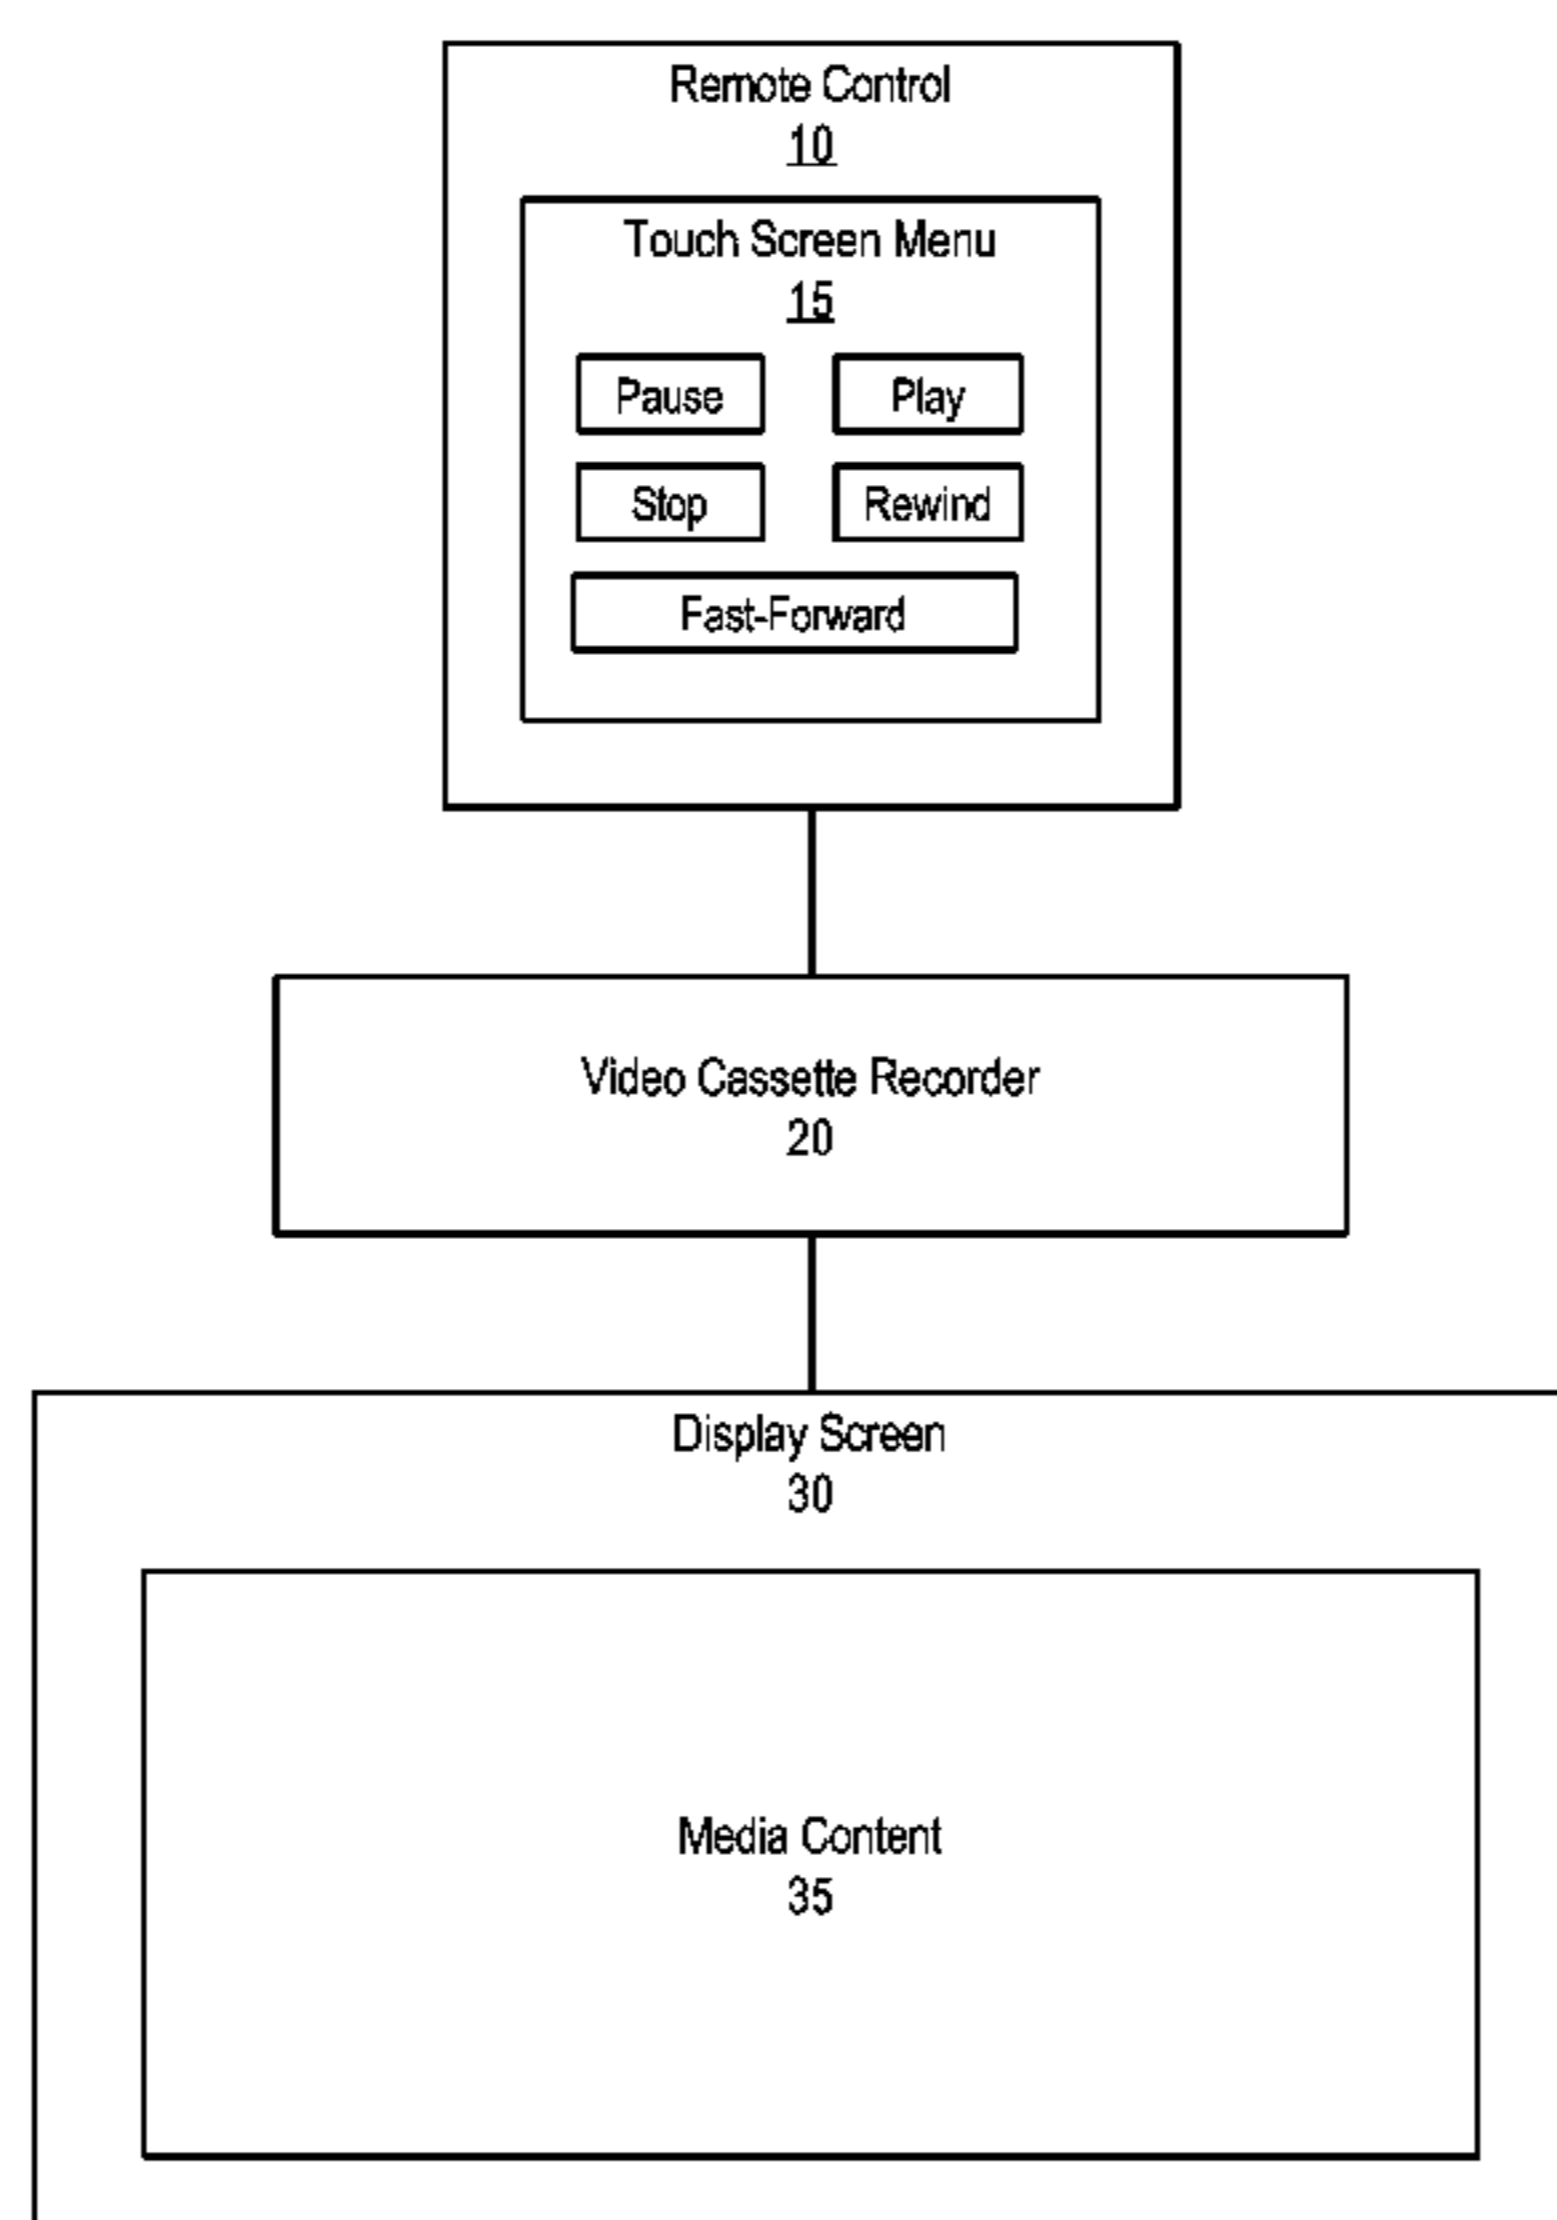 Remote Control
10
Touch Screen Menu
15
Pause
Play
Stop
Rewind
Fast-Forward
Video Cassette Recorder
20
Display Screen
30
Media Content
35